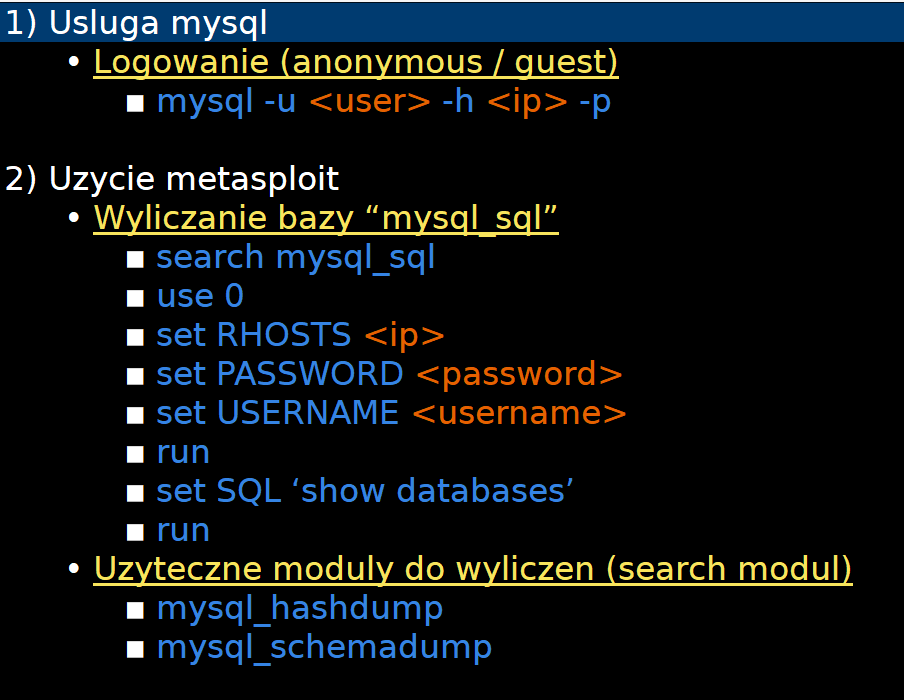 1) Usluga mysql
• Logowanie (anonymous / guest)
■ mysql -u <user> -h <ip> -p
2) Uzycie metasploit
• Wyliczanie bazy “mysql_sql”
■ search mysql_sql
■ use 0
■ set RHOSTS <ip>
■ set PASSWORD <password>
■ set USERNAME <username>
■ run
■ set SQL ‘show databases’
■ run
• Uzyteczne moduly do wyliczen (search modul)
■ mysql_hashdump
■ mysql_schemadump